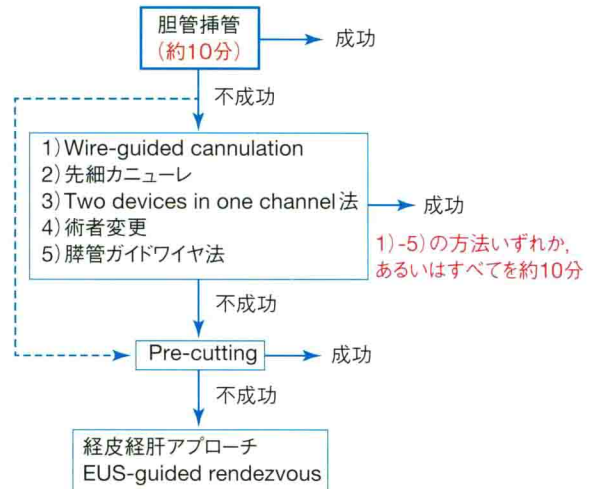 胆管挿管
(約10分)
成功
不成功
1)Wire-guided cannulation
2)先細カニューレ
3)Two devices in one channel法
4)術者変更
5)膵管ガイドワイヤ法
成功
1)-5)の方法いずれか,
あるいはすべてを約10分
不成功
Pre-cutting
成功
不成功
経皮経肝アプローチ
EUS-guided rendezvous